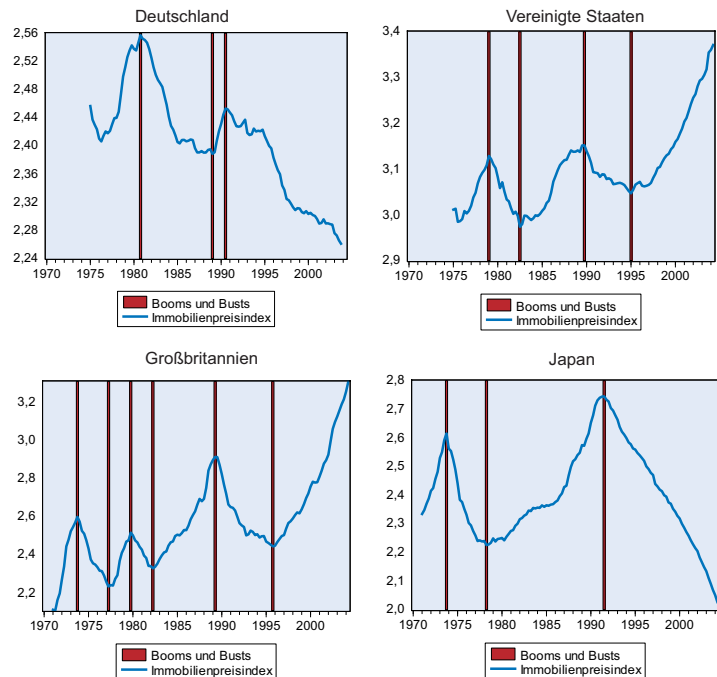 Deutschland
2,56
2,52
2,48
2,44
2,40
2,36
2,32
2,28
2,24
1970 1975 1980 1985 1990 1995 2000
Booms und Busts
Immobilienpreisindex
Vereinigte Staaten
3,4
3,3
3,2
3,1
3,0
2,9
1970 1975 1980 1985 1990 1995 2000
Booms und Busts
Immobilienpreisindex
Großbritannien
3,2
3,0
2,8
2,6
2,4
2,2
1970 1975 1980 1985 1990 1995 2000
Booms und Busts
Immobilienpreisindex
Japan
2,8
2,7
2,6
2,5
2,4
2,3
2,2
2,1
2,0
1970 1975 1980 1985 1990 1995 2000
Booms und Busts
Immobilienpreisindex